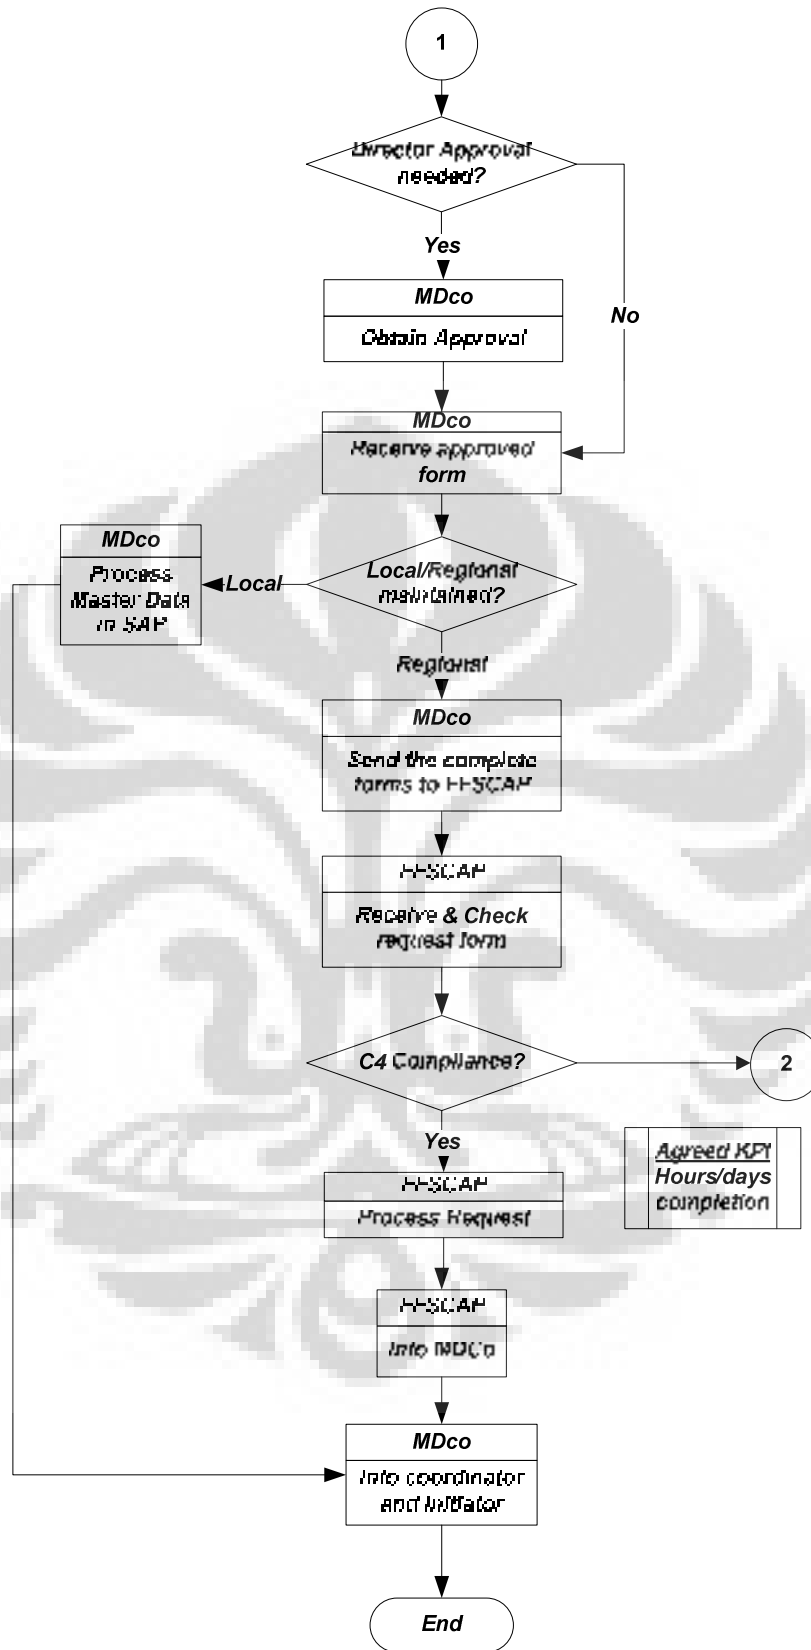 1
Director Approval
needed?
Yes
MDco
No
Obtain Approval
MDco
Receive approved
form
MDco
Process
Master Data
in SAP
Local
Local/Regional
maintained?
Regional
MDco
Send the complete
forms to FFSCAP
FFSCAP
Receive & Check
request form
C4 Compliance?
2
Yes
Agreed KPI
Hours/days
completion
FFSCAP
Process Request
FFSCAP
Info MDCo
MDco
Info coordinator
and initiator
End